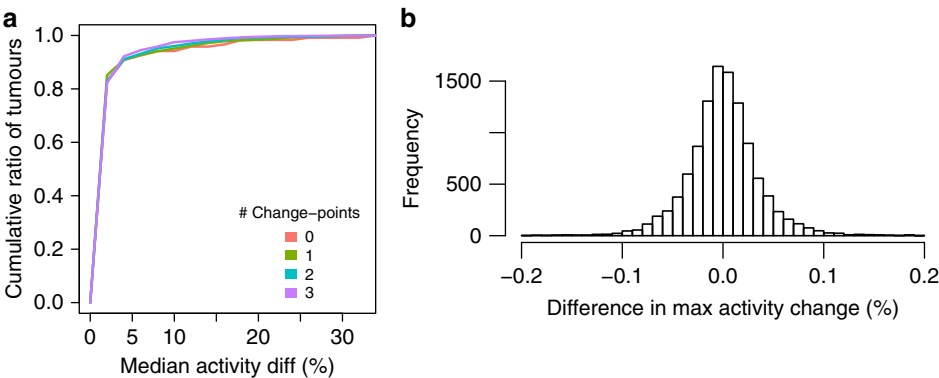 a
Cumulative ratio of tumours
1.0
0.8
0.6
0.4
0.2
0.0
# Change–points
0
1
2
3
0 5 10 20 30
Median activity diff (%)
b
Frequency
1500
500
0
−0.2 −0.1 0.0 0.1 0.2
Difference in max activity change (%)